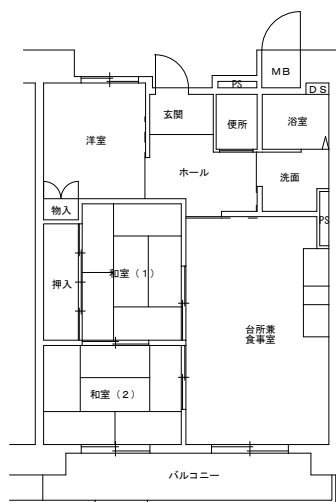 MB
PS
DS
玄関
便所
浴室
洋室
ホール
洗面
物入
PS
和室（１）
押入
台所兼
食事室
和室（２）
バルコニー